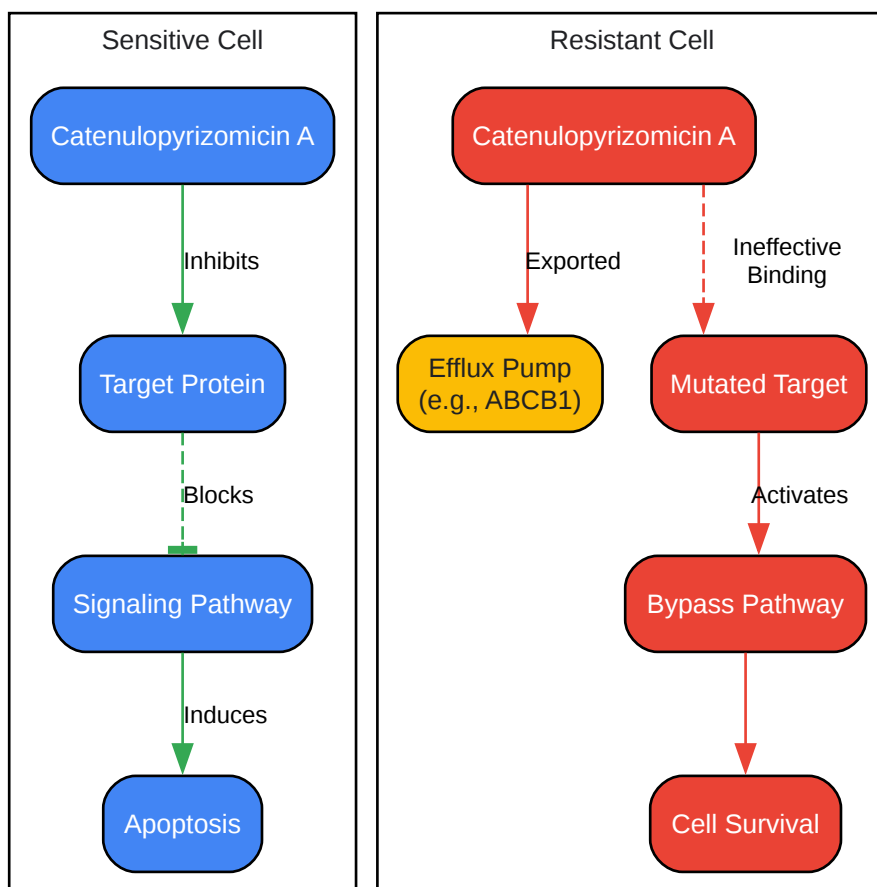 Sensitive Cell
Catenulopyrizomicin A
Inhibits
Target Protein
Blocks
Signaling Pathway
Induces
Apoptosis
Resistant Cell
Catenulopyrizomicin A
Exported
Ineffective
Binding
Efflux Pump
(e.g., ABCB1)
Mutated Target
Activates
Bypass Pathway
Cell Survival